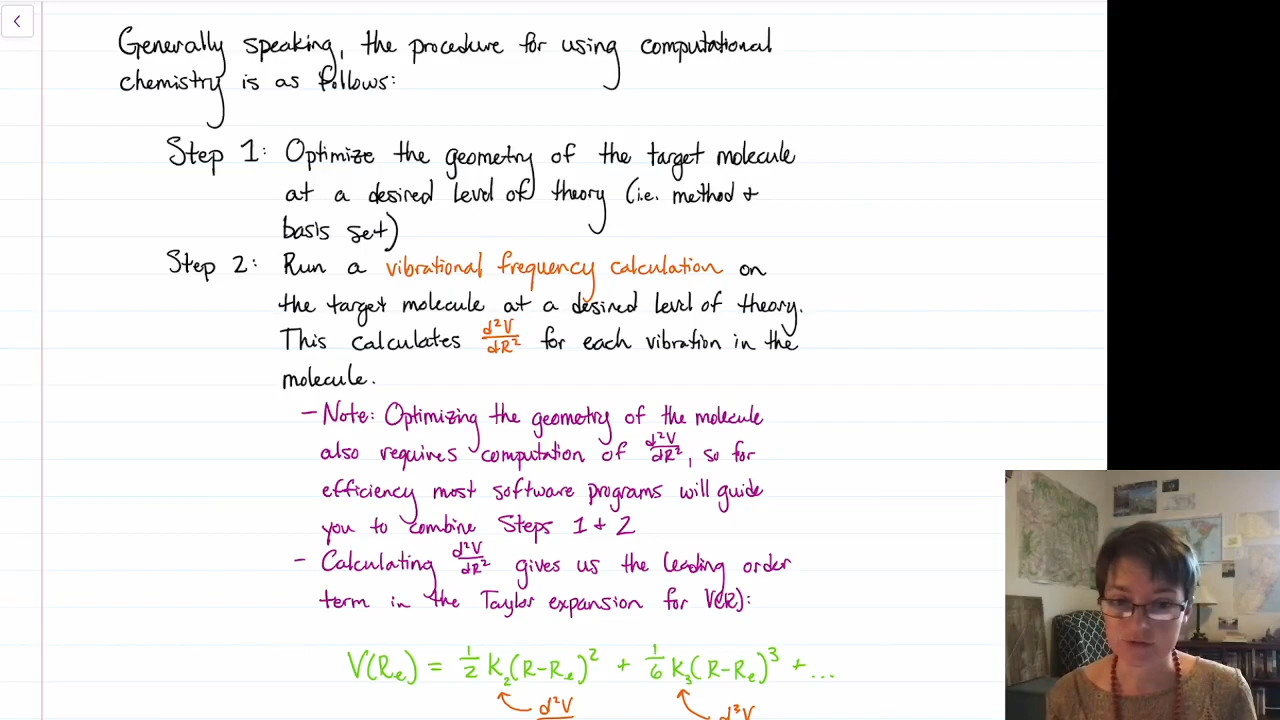 Generally speaking, the procedure for using computational
chemistry is as follows:
Step 1: Optimize the geometry of the target molecule
at a desired level of theory (i.e. method +
basis set)
Step 2: Run a vibrational frequency calculation on
the target molecule at a desired level of theory.
This calculates d²V/dR² for each vibration in the
molecule.
- Note: Optimizing the geometry of the molecule
also requires computation of d²V/dR², so for
efficiency most software programs will guide
you to combine Steps 1 + 2
- Calculating d²V/dR² gives us the leading order
term in the Taylor expansion for V(R):
V(Rₑ) = 1/2 k₂(R-Rₑ)² + 1/6 k₃(R-Rₑ)³ + ...
d²V d³V